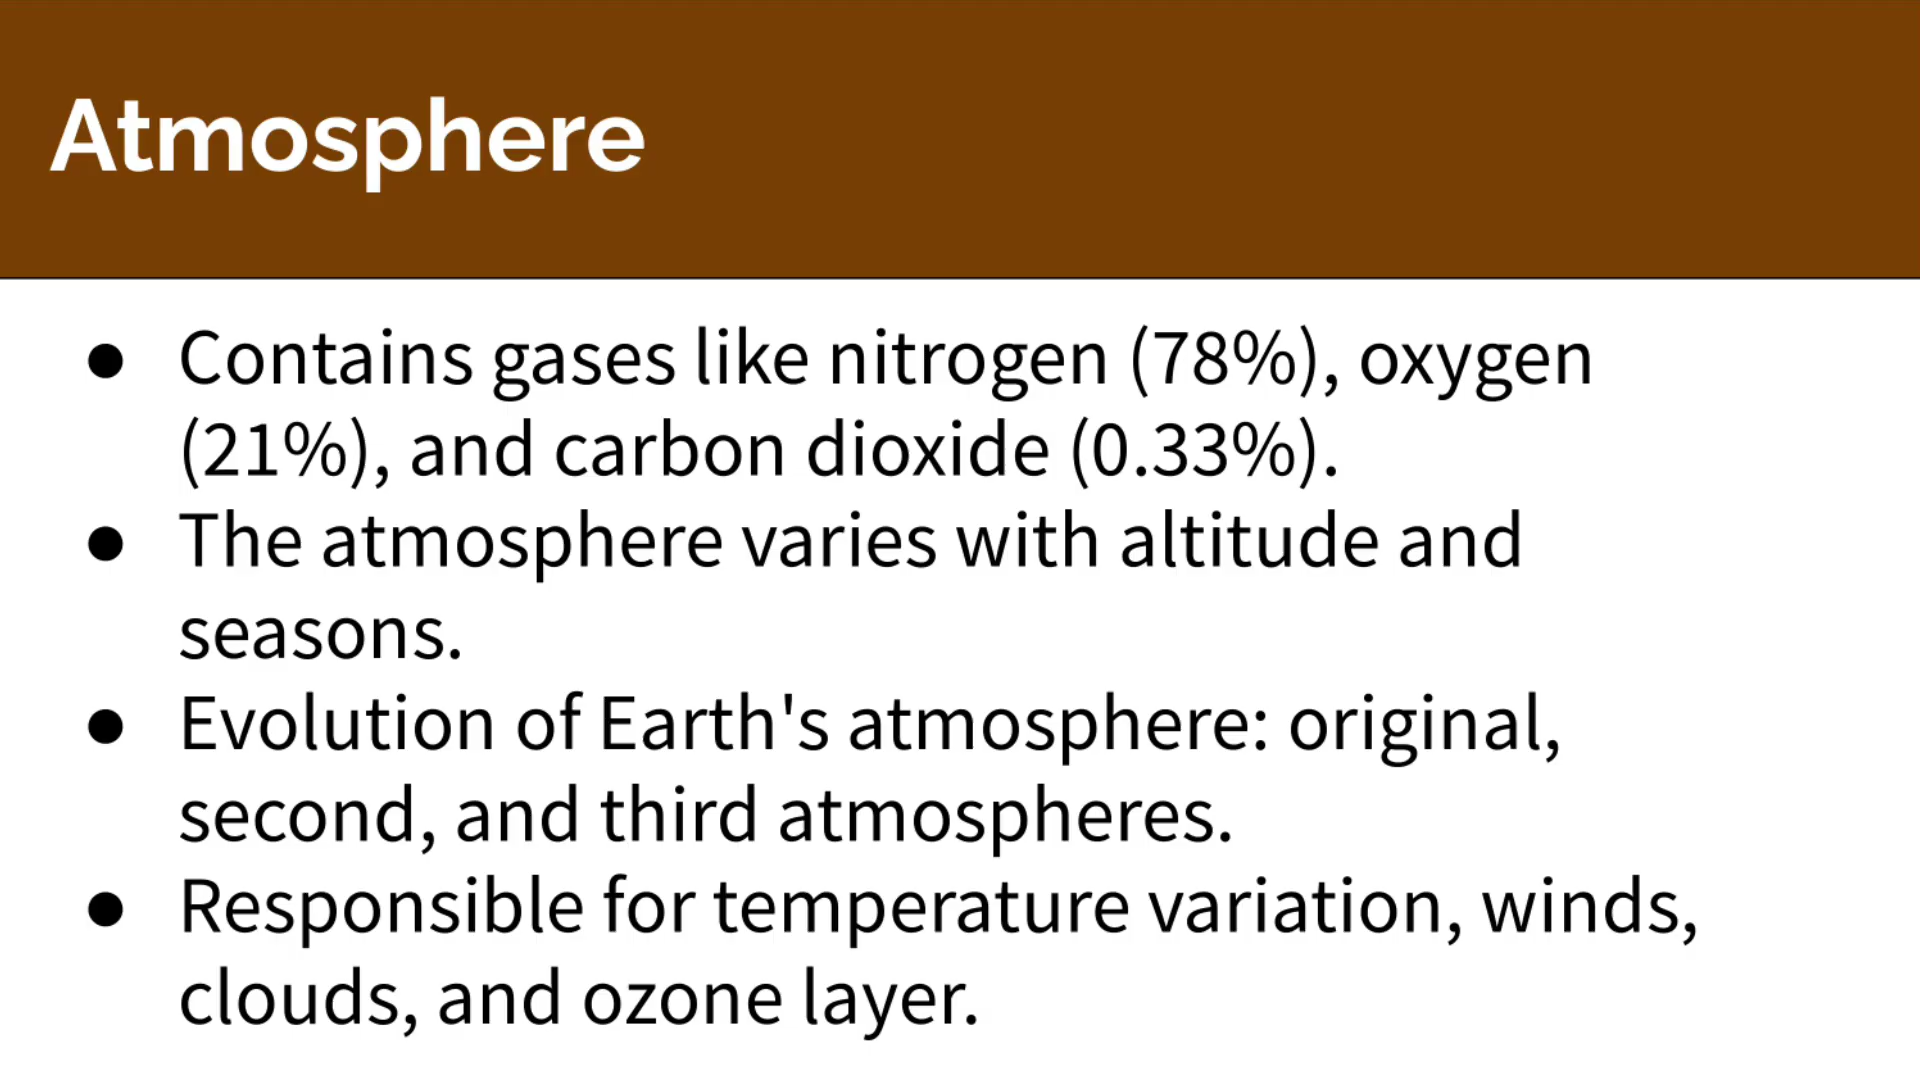 Atmosphere
● Contains gases like nitrogen (78%), oxygen
(21%), and carbon dioxide (0.33%).
● The atmosphere varies with altitude and
seasons.
● Evolution of Earth's atmosphere: original,
second, and third atmospheres.
● Responsible for temperature variation, winds,
clouds, and ozone layer.